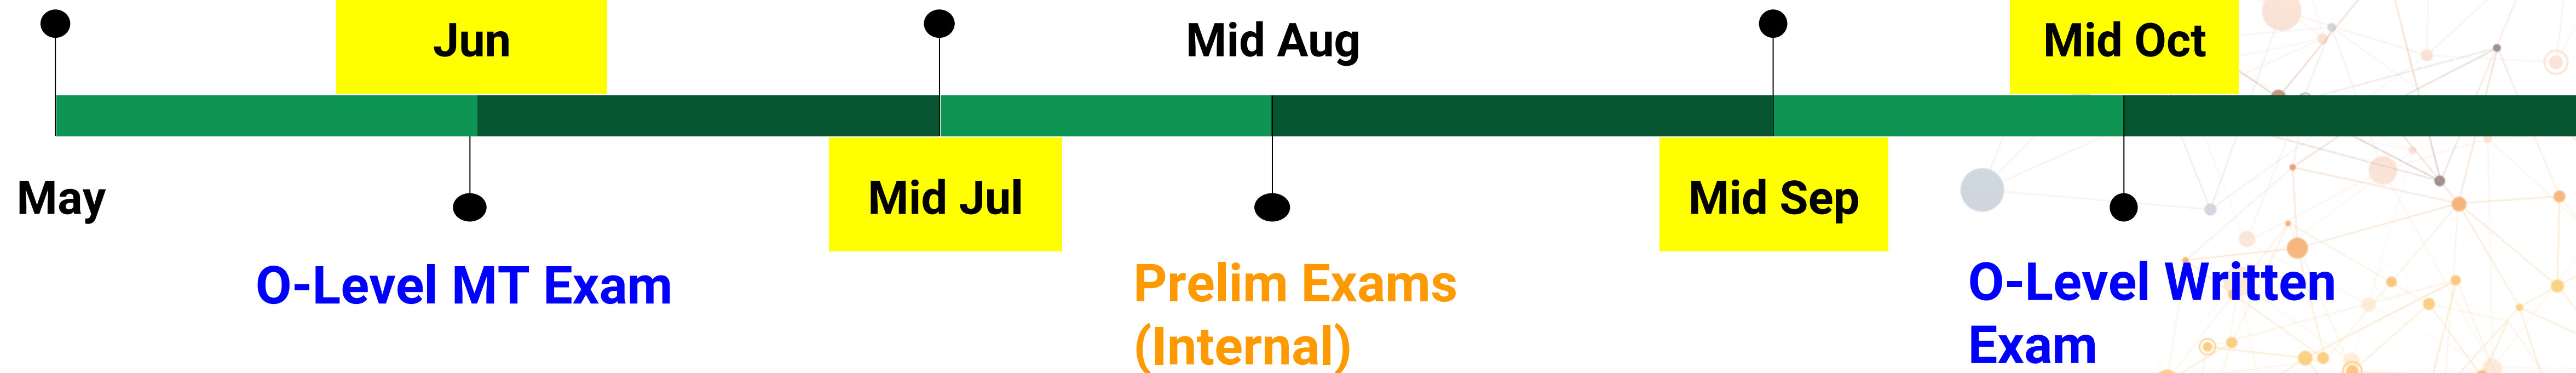 Jun
Mid Aug
Mid Oct
May
Mid Jul
Mid Sep
O-Level MT Exam
Prelim Exams
(Internal)
O-Level Written
Exam